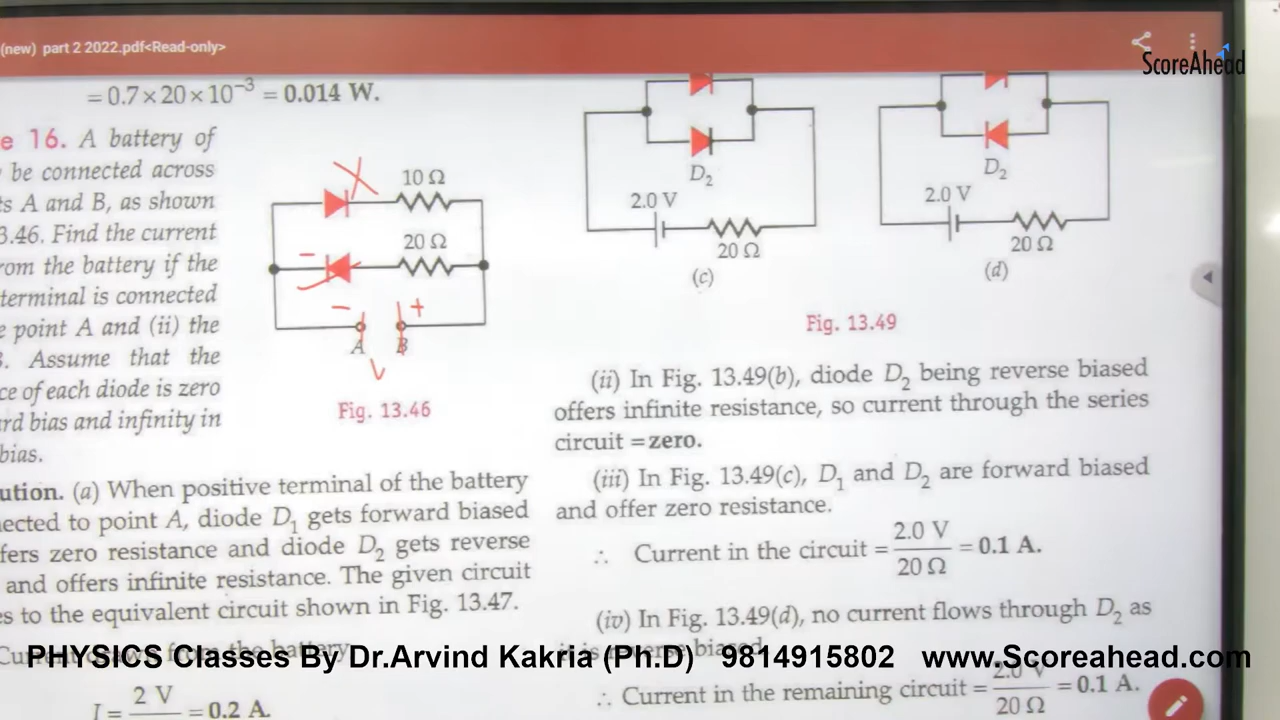 (new) part 2 2022.pdf<Read-only>
ScoreAhead
= 0.7 × 20 × 10⁻³ = 0.014 W.
e 16. A battery of
be connected across
ts A and B, as shown
3.46. Find the current
rom the battery if the
terminal is connected
e point A and (ii) the
B. Assume that the
ce of each diode is zero
rd bias and infinity in
bias.
10 Ω
20 Ω
− − +
A B
V
Fig. 13.46
ution. (a) When positive terminal of the battery
nected to point A, diode D₁ gets forward biased
fers zero resistance and diode D₂ gets reverse
and offers infinite resistance. The given circuit
es to the equivalent circuit shown in Fig. 13.47.
Current drawn from the battery,
I = 2 V = 0.2 A.
D₂
2.0 V
20 Ω
(c)
D₂
2.0 V
20 Ω
(d)
Fig. 13.49
(ii) In Fig. 13.49(b), diode D₂ being reverse biased
offers infinite resistance, so current through the series
circuit = zero.
(iii) In Fig. 13.49(c), D₁ and D₂ are forward biased
and offer zero resistance.
∴ Current in the circuit = 2.0 V / 20 Ω = 0.1 A.
(iv) In Fig. 13.49(d), no current flows through D₂ as
it is reverse biased.
∴ Current in the remaining circuit = 2.0 V / 20 Ω = 0.1 A.
PHYSICS Classes By Dr.Arvind Kakria (Ph.D) 9814915802 www.Scoreahead.com